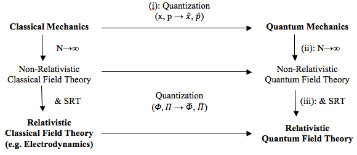 (i): Quantization
(x, p → x̂, p̂)
Classical Mechanics
Quantum Mechanics
N→∞
(ii): N→∞
Non-Relativistic
Classical Field Theory
Non-Relativistic
Quantum Field Theory
& SRT
Quantization
(iii): & SRT
(Φ, Π → Φ̂, Π̂)
Relativistic
Classical Field Theory
(e.g. Electrodynamics)
Relativistic
Quantum Field Theory